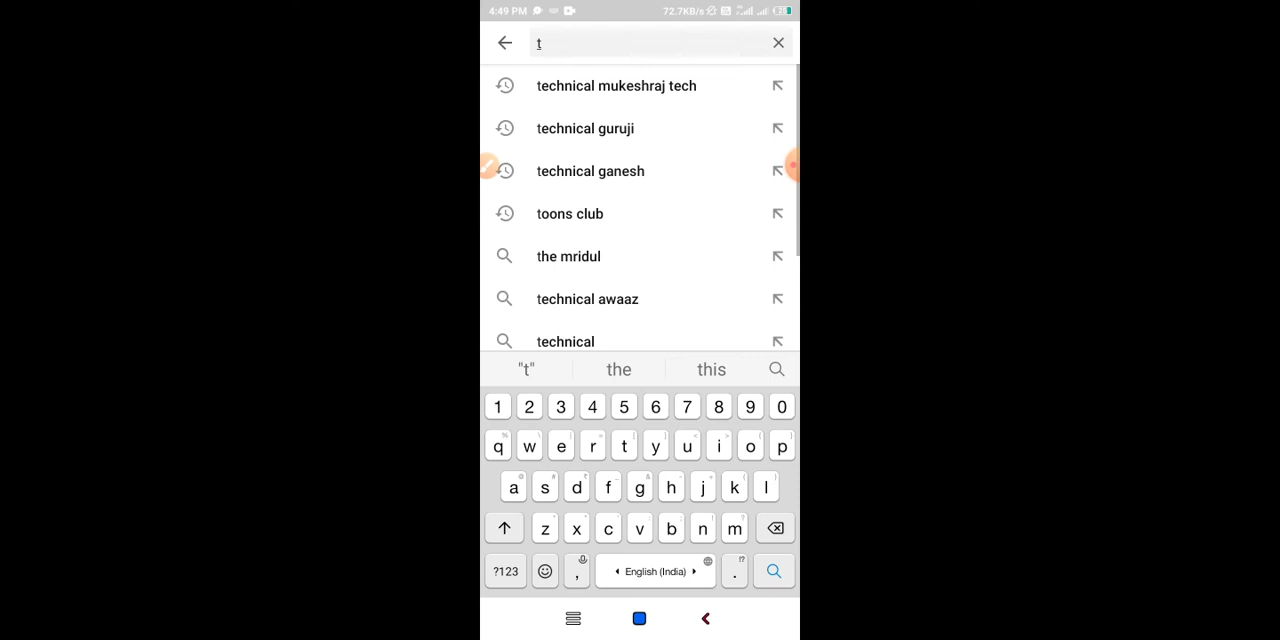 4:49 PM 72.7KB/s
t
technical mukeshraj tech
technical guruji
technical ganesh
toons club
the mridul
technical awaaz
technical
"t" the this
1 2 3 4 5 6 7 8 9 0
q w e r t y u i o p
a s d f g h j k l
z x c v b n m
?123 , English (India) .